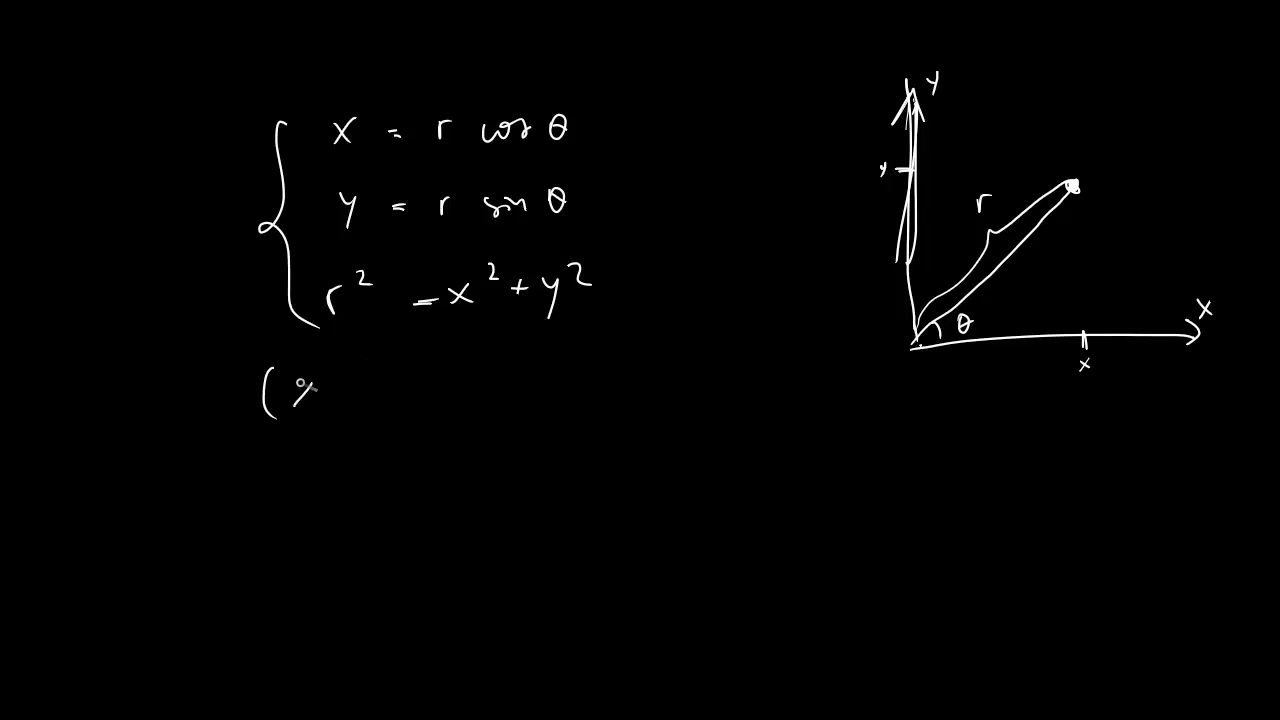 x = r cos θ
y = r sin θ
r² = x² + y²
( x
y
y
r
θ
x
x